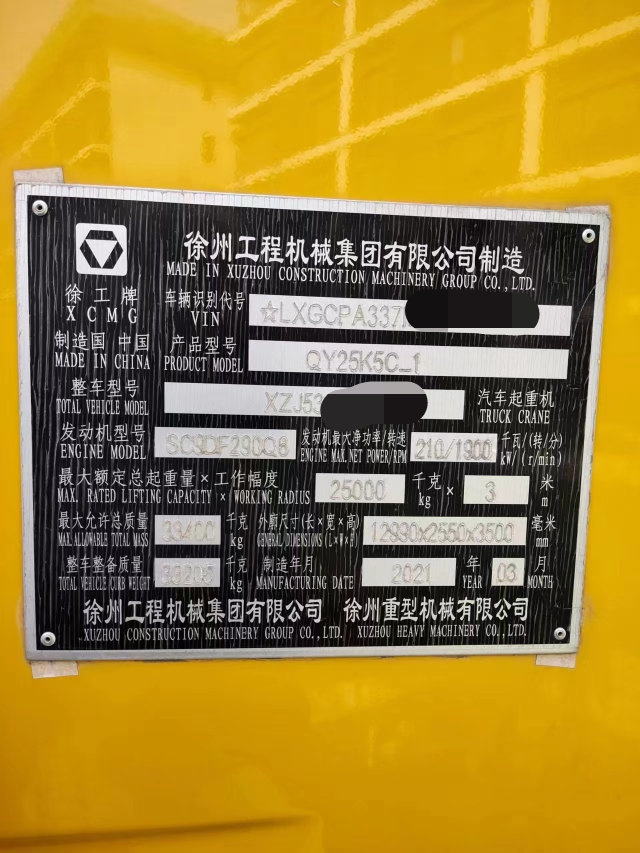 徐州工程机械集团有限公司制造
MADE IN XUZHOU CONSTRUCTION MACHINERY GROUP CO., LTD.
徐工牌
XCMG
车辆识别代号
VIN
☆LXGCPA337
制造国 中国
MADE IN CHINA
产品型号
PRODUCT MODEL
QY25K5C_1
整车型号
TOTAL VEHICLE MODEL
XZJ53
汽车起重机
TRUCK CRANE
发动机型号
ENGINE MODEL
SC9DF290Q6
发动机最大净功率/转速
ENGINE MAX.NET POWER/RPM
210/1900
千瓦/(转/分)
kW/(r/min)
最大额定总起重量×工作幅度
MAX. RATED LIFTING CAPACITY × WORKING RADIUS
25000
千克
kg
×
3
米
m
最大允许总质量
MAX. ALLOWABLE TOTAL MASS
33400
千克
kg
外廓尺寸(长×宽×高)
GENERAL DIMENSIONS(L×W×H)
12990x2550x3500
毫米
mm
整车整备质量
TOTAL VEHICLE CURB WEIGHT
千克
kg
制造年月
MANUFACTURING DATE
2021
年
YEAR
03
月
MONTH
徐州工程机械集团有限公司 徐州重型机械有限公司
XUZHOU CONSTRUCTION MACHINERY GROUP CO., LTD. XUZHOU HEAVY MACHINERY CO., LTD.